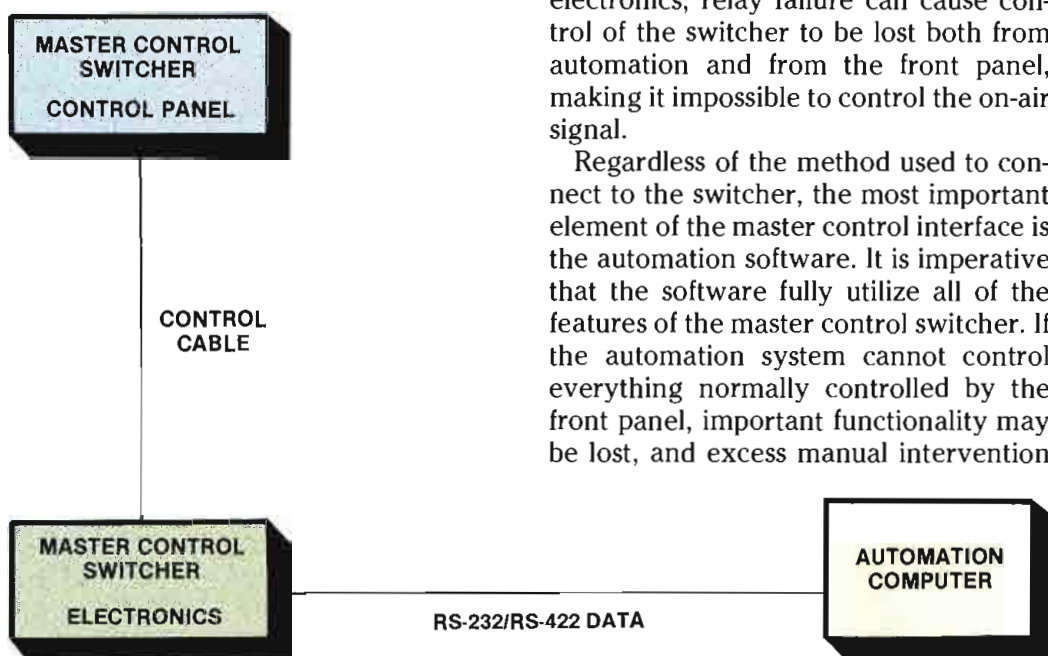 electronics, relay failure can cause con-
trol of the switcher to be lost both from
automation and from the front panel,
making it impossible to control the on-air
signal.
Regardless of the method used to con-
nect to the switcher, the most important
element of the master control interface is
the automation software. It is imperative
that the software fully utilize all of the
features of the master control switcher. If
the automation system cannot control
everything normally controlled by the
front panel, important functionality may
be lost, and excess manual intervention
MASTER CONTROL
SWITCHER
CONTROL PANEL
CONTROL
CABLE
MASTER CONTROL
SWITCHER
ELECTRONICS
RS-232/RS-422 DATA
AUTOMATION
COMPUTER